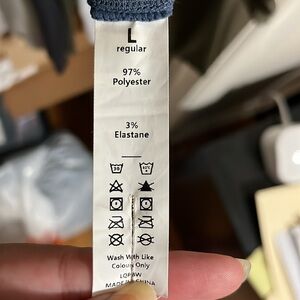 L
regular
97%
Polyester
3%
Elastane
Wash With Like
Colours Only
MADE IN CHINA